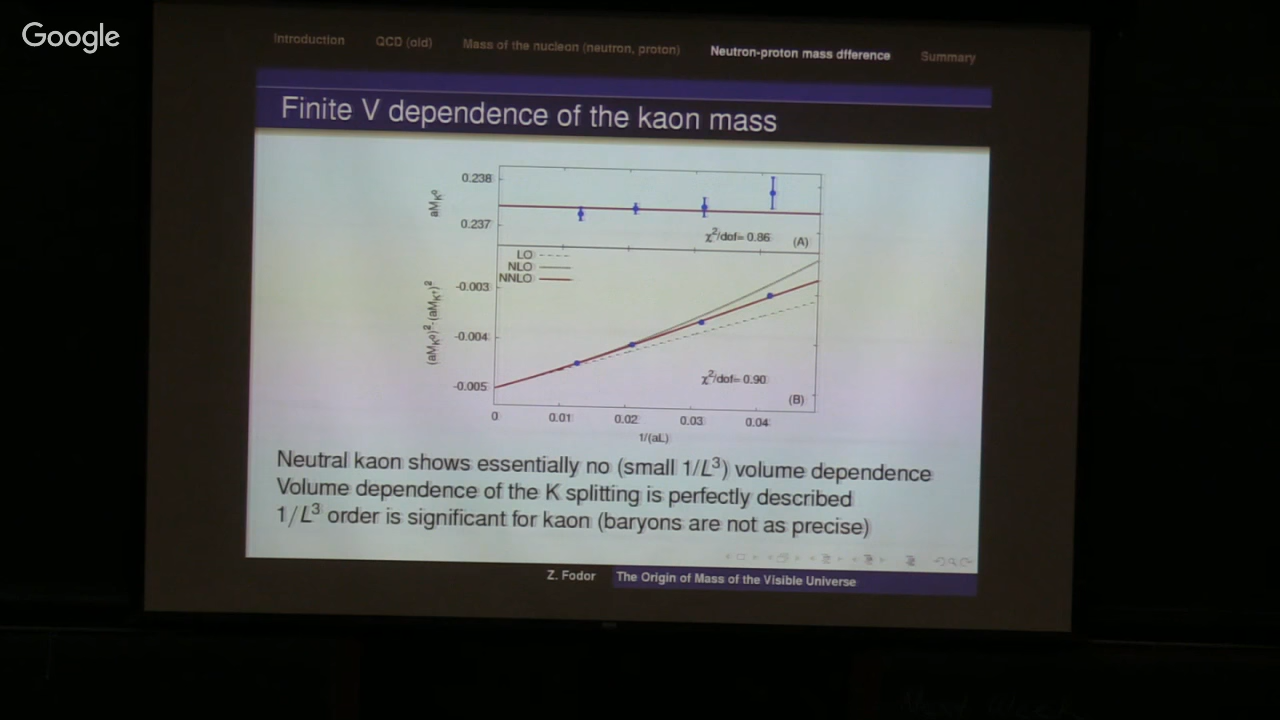 Google
Introduction QCD (old) Mass of the nucleon (neutron, proton) Neutron-proton mass dfference Summary
Finite V dependence of the kaon mass
0.238
aM_K⁰
0.237
χ²/dof= 0.86 (A)
LO
NLO
NNLO
-0.003
(aM_K⁰)²-(aM_K⁺)²
-0.004
-0.005
χ²/dof= 0.90
(B)
0 0.01 0.02 0.03 0.04
1/(aL)
Neutral kaon shows essentially no (small 1/L³) volume dependence
Volume dependence of the K splitting is perfectly described
1/L³ order is significant for kaon (baryons are not as precise)
Z. Fodor The Origin of Mass of the Visible Universe